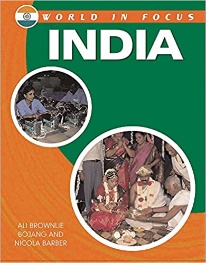 WORLD IN FOCUS
INDIA
ALI BROWNLIE
BOJANG AND
NICOLA BARBER